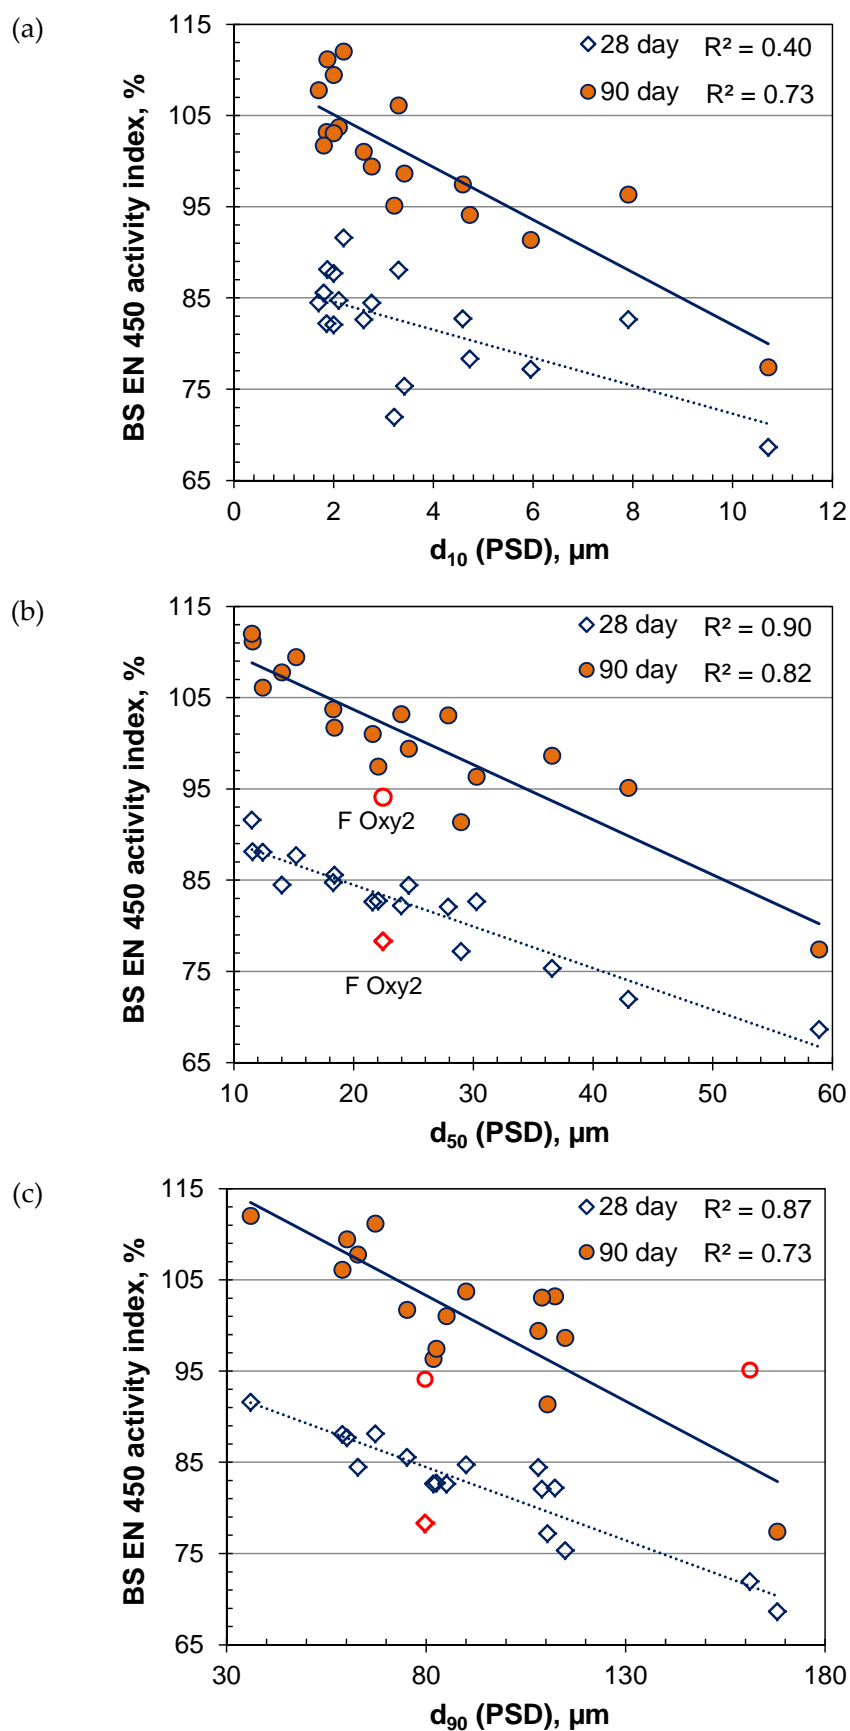 (a)
BS EN 450 activity index, %
115
105
95
85
75
65
28 day R² = 0.40
90 day R² = 0.73
0 2 4 6 8 10 12
d10 (PSD), µm
(b)
BS EN 450 activity index, %
115
105
95
85
75
65
28 day R² = 0.90
90 day R² = 0.82
F Oxy2
F Oxy2
10 20 30 40 50 60
d50 (PSD), µm
(c)
BS EN 450 activity index, %
115
105
95
85
75
65
28 day R² = 0.87
90 day R² = 0.73
30 80 130 180
d90 (PSD), µm